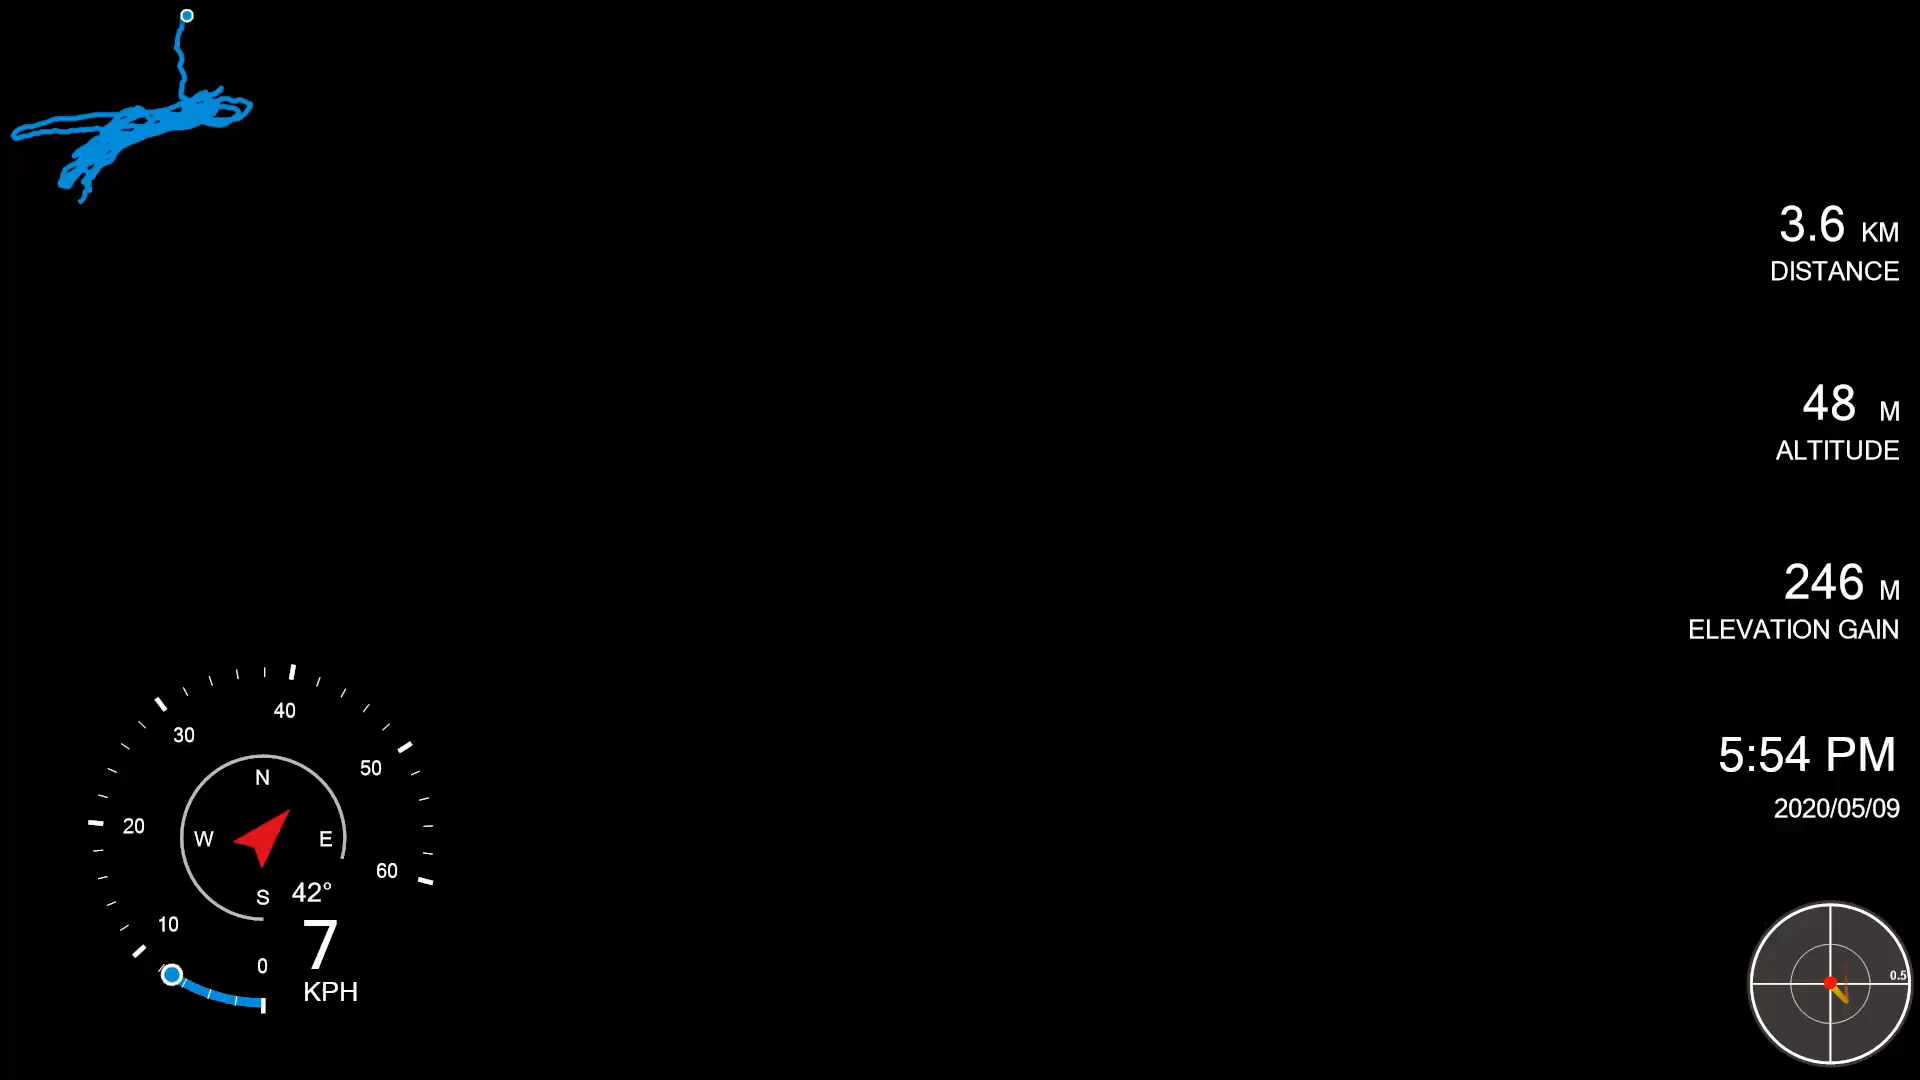 3.6 KM
DISTANCE
48 M
ALTITUDE
246 M
ELEVATION GAIN
5:54 PM
2020/05/09
40
30
50
N
20
W
E
60
S
42°
10
7
0
KPH
0.5